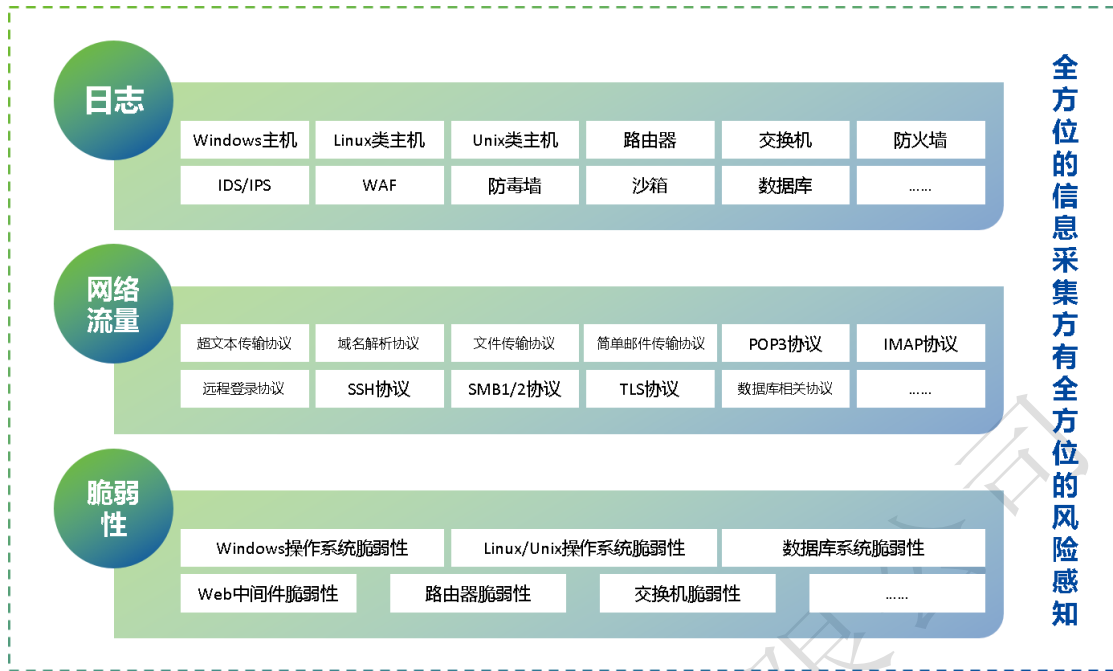 日志
Windows主机 Linux类主机 Unix类主机 路由器 交换机 防火墙
IDS/IPS WAF 防毒墙 沙箱 数据库 ......
网络
流量
超文本传输协议 域名解析协议 文件传输协议 简单邮件传输协议 POP3协议 IMAP协议
远程登录协议 SSH协议 SMB1/2协议 TLS协议 数据库相关协议 ......
脆弱
性
Windows操作系统脆弱性 Linux/Unix操作系统脆弱性 数据库系统脆弱性
Web中间件脆弱性 路由器脆弱性 交换机脆弱性 ......
全方位的信息采集方有全方位的风险感知
限公司